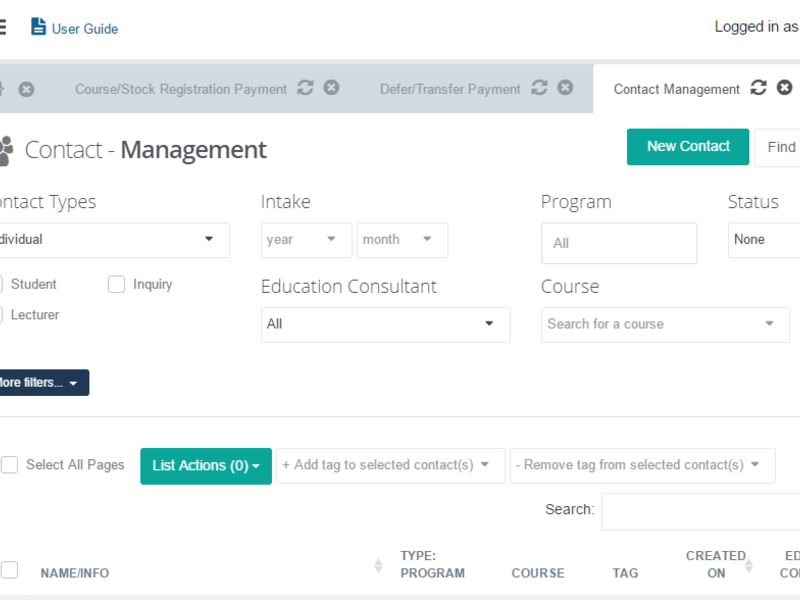 User Guide
Logged in as
Course/Stock Registration Payment
Defer/Transfer Payment
Contact Management
Contact - Management
New Contact
Find
ontact Types
Intake
Program
Status
dividual
year
month
All
None
Student
Inquiry
Education Consultant
Course
Lecturer
All
Search for a course
More filters...
Select All Pages
List Actions (0)
+ Add tag to selected contact(s)
- Remove tag from selected contact(s)
Search:
NAME/INFO
TYPE:
PROGRAM
COURSE
TAG
CREATED
ON
ED
CO